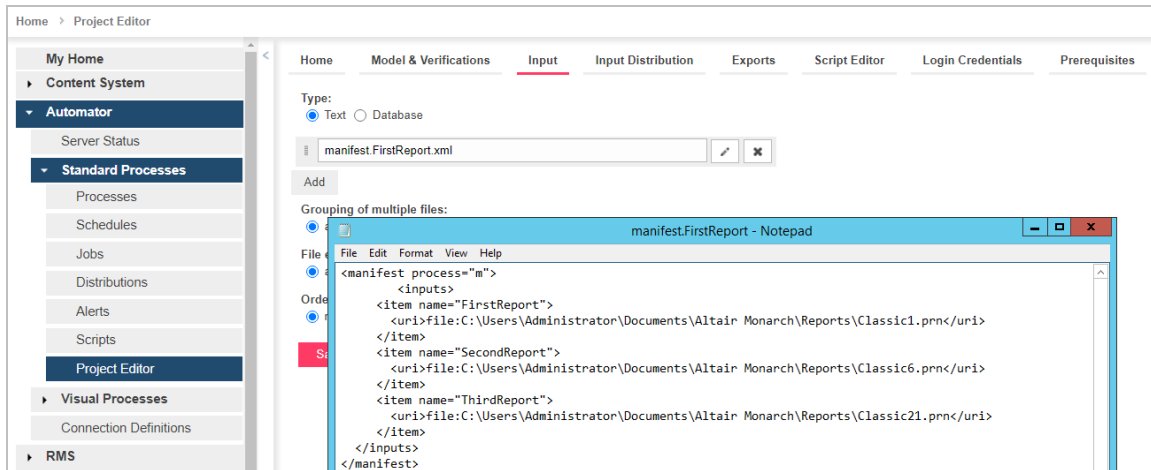 Home > Project Editor
My Home
Content System
Automator
Server Status
Standard Processes
Processes
Schedules
Jobs
Distributions
Alerts
Scripts
Project Editor
Visual Processes
Connection Definitions
RMS
Home Model & Verifications Input Input Distribution Exports Script Editor Login Credentials Prerequisites
Type:
Text Database
manifest.FirstReport.xml
Add
Grouping of multiple files:
File
manifest.FirstReport - Notepad
File Edit Format View Help
<manifest process="m">
<inputs>
<item name="FirstReport">
<uri>file:C:\Users\Administrator\Documents\Altair Monarch\Reports\Classic1.prn</uri>
</item>
<item name="SecondReport">
<uri>file:C:\Users\Administrator\Documents\Altair Monarch\Reports\Classic6.prn</uri>
</item>
<item name="ThirdReport">
<uri>file:C:\Users\Administrator\Documents\Altair Monarch\Reports\Classic21.prn</uri>
</item>
</inputs>
</manifest>